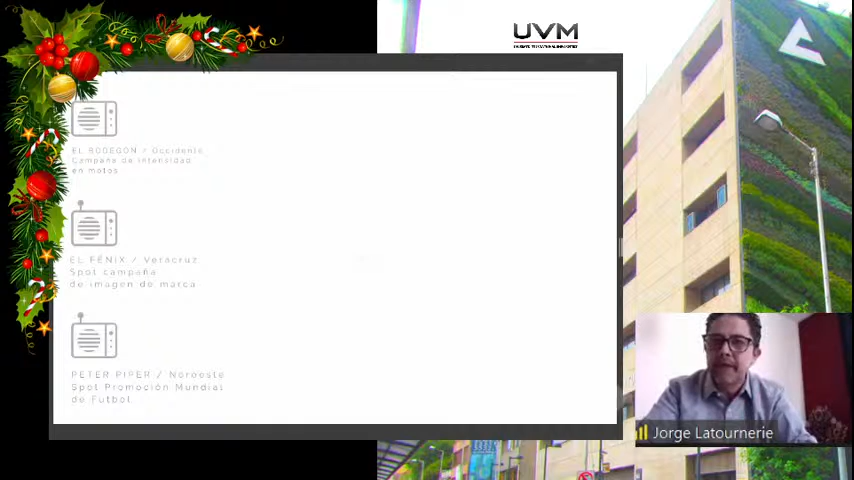 UVM
EL BODEGON / Occidente
Campaña de intensidad
en motos
EL FÉNIX / Veracruz
Spot campaña
de imagen de marca
PETER PIPER / Noroeste
Spot Promoción Mundial
de Futbol
Jorge Latournerie